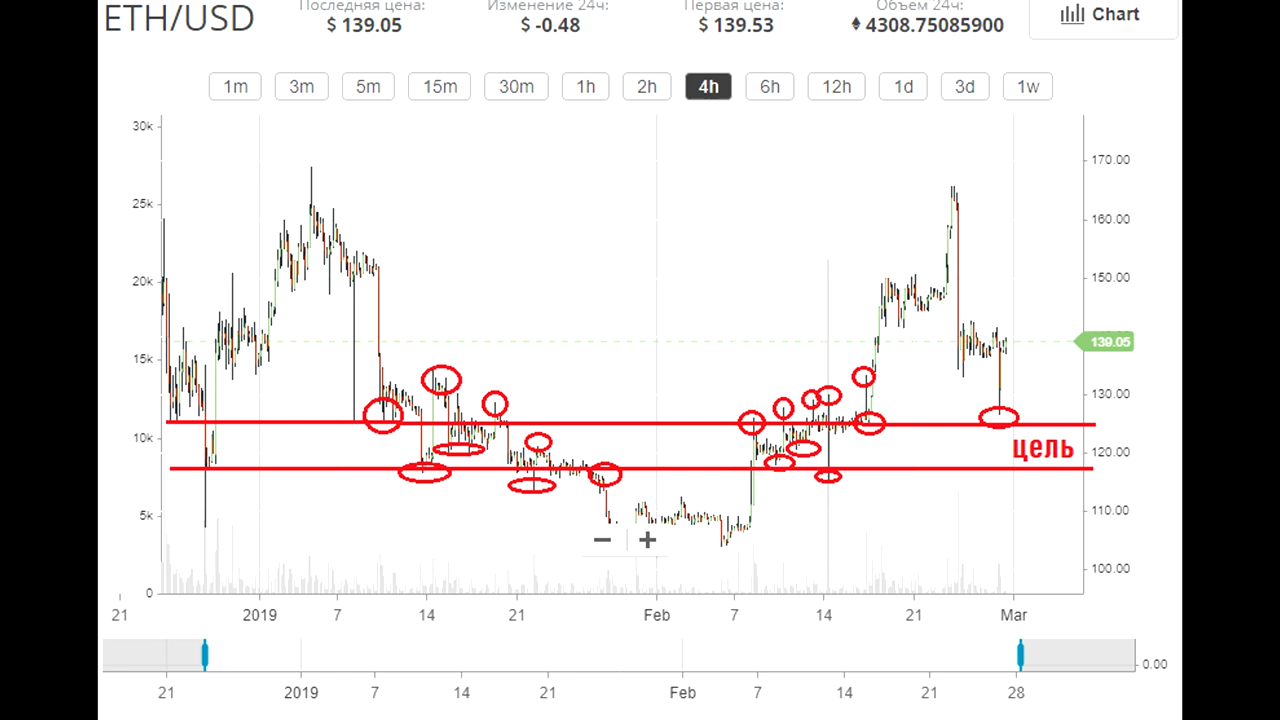 ETH/USD
Последняя цена: Изменение 24ч: Первая цена: Объем 24ч:
$ 139.05 $ -0.48 $ 139.53 4308.75085900
Chart
1m 3m 5m 15m 30m 1h 2h 4h 6h 12h 1d 3d 1w
30k
25k
20k
15k
10k
5k
0
170.00
160.00
150.00
139.05
130.00
120.00
110.00
100.00
цель
− +
21 2019 7 14 21 Feb 7 14 21 Mar
0.00
21 2019 7 14 21 Feb 7 14 21 28